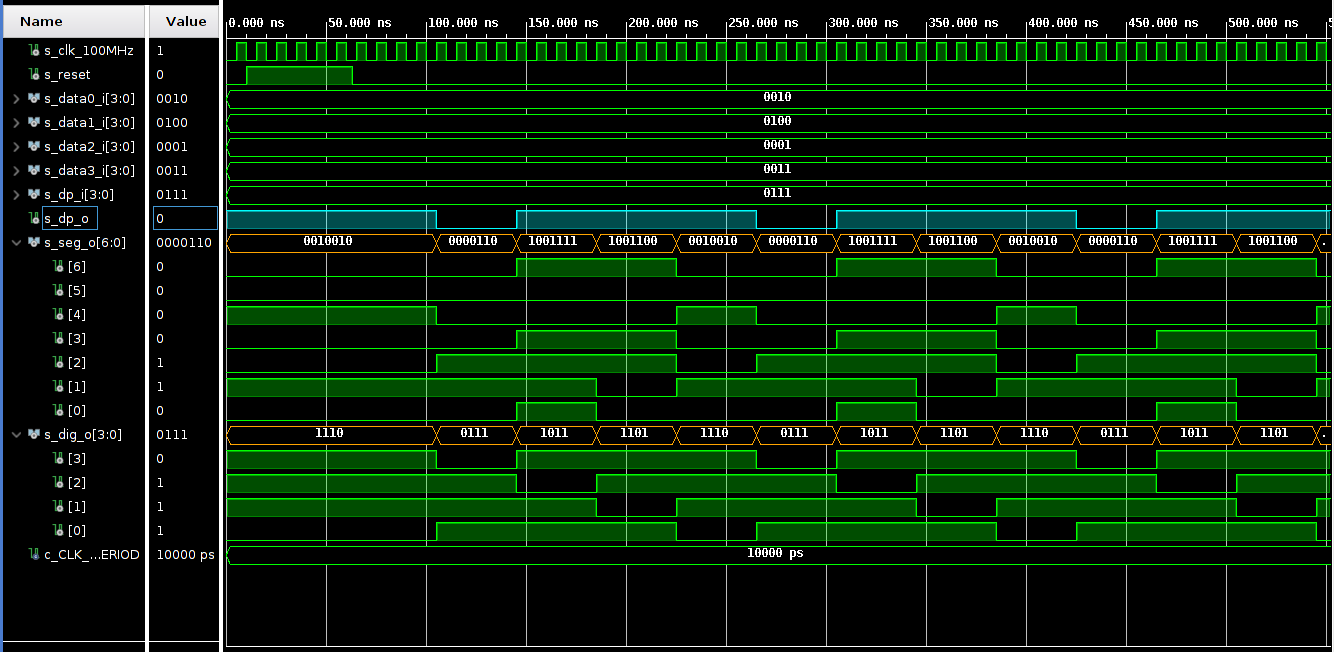 Name Value 0.000 ns 50.000 ns 100.000 ns 150.000 ns 200.000 ns 250.000 ns 300.000 ns 350.000 ns 400.000 ns 450.000 ns 500.000 ns
s_clk_100MHz 1
s_reset 0
s_data0_i[3:0] 0010 0010
s_data1_i[3:0] 0100 0100
s_data2_i[3:0] 0001 0001
s_data3_i[3:0] 0011 0011
s_dp_i[3:0] 0111 0111
s_dp_o 0
s_seg_o[6:0] 0000110 0010010 0000110 1001111 1001100 0010010 0000110 1001111 1001100 0010010 0000110 1001111 1001100 .
[6] 0
[5] 0
[4] 0
[3] 0
[2] 1
[1] 1
[0] 0
s_dig_o[3:0] 0111 1110 0111 1011 1101 1110 0111 1011 1101 1110 0111 1011 1101 .
[3] 0
[2] 1
[1] 1
[0] 1
c_CLK_...ERIOD 10000 ps 10000 ps